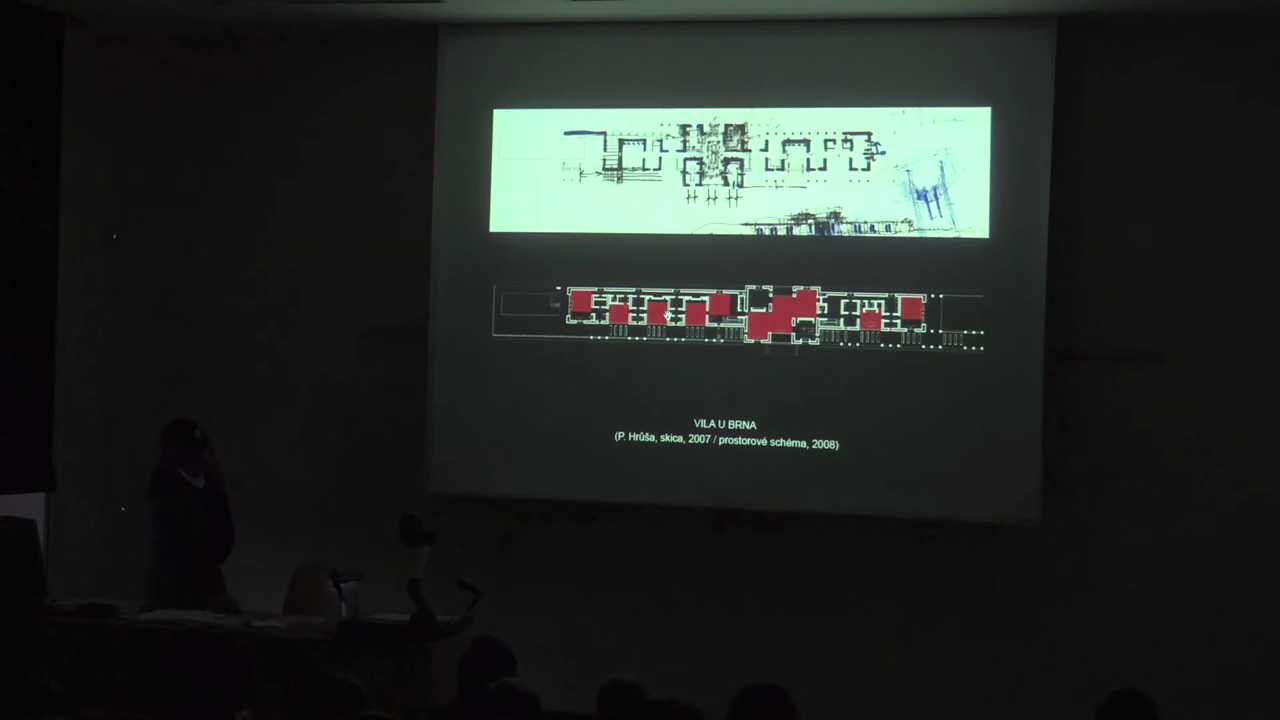 VILA U BRNA
(P. Hrůša, skica, 2007 / prostorové schéma, 2008)